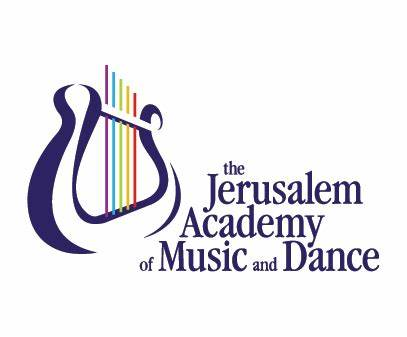 the
Jerusalem
Academy
of Music and Dance